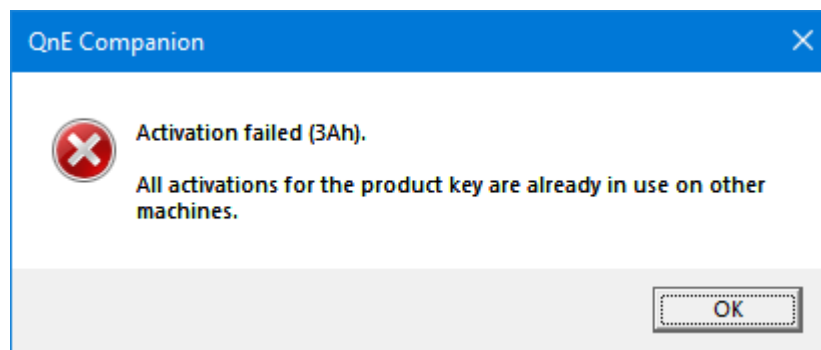 QnE Companion
Activation failed (3Ah).
All activations for the product key are already in use on other
machines.
OK